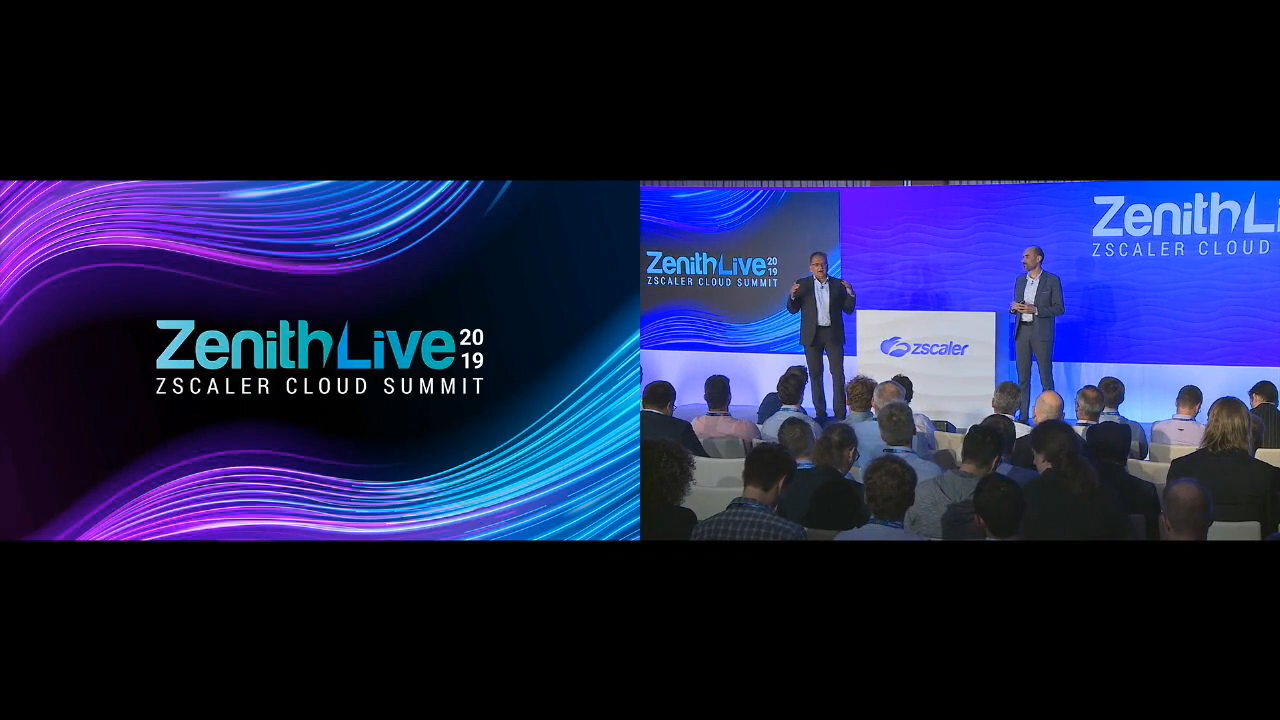 ZenithLive 20
19
ZSCALER CLOUD SUMMIT
ZenithLive 20
19
ZSCALER CLOUD SUMMIT
ZenithLi
ZSCALER CLOUD
zscaler